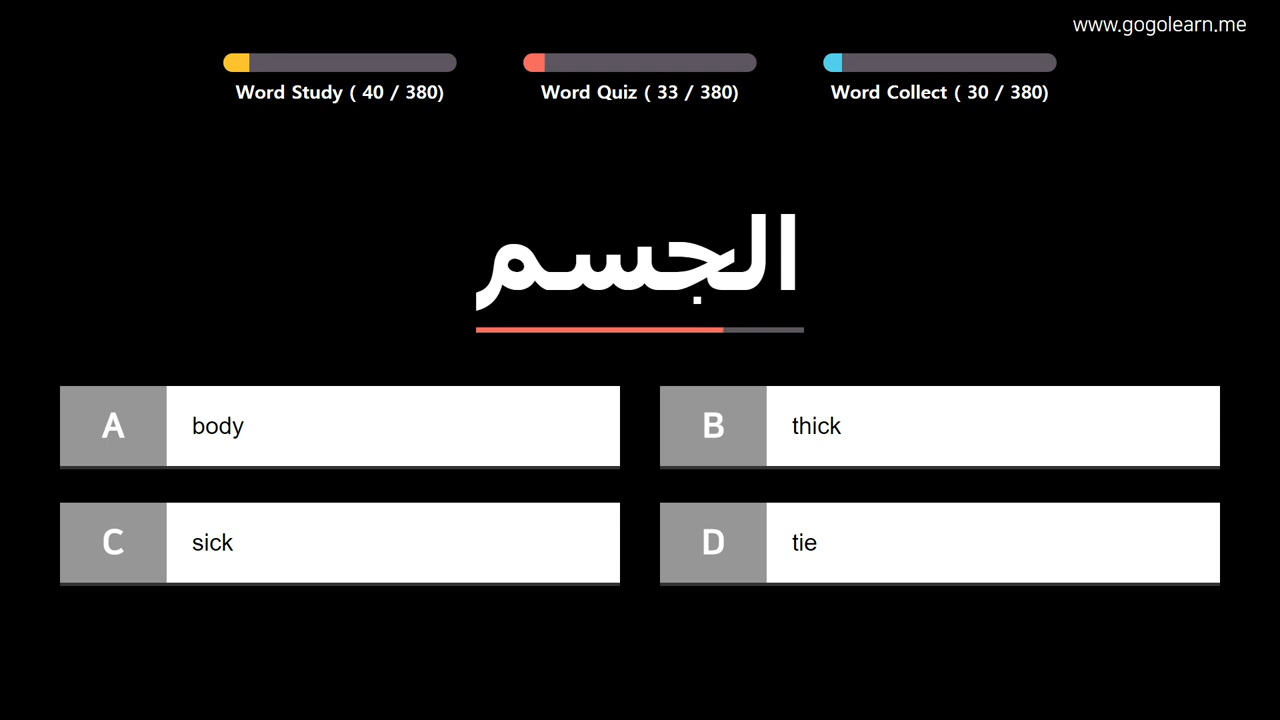 www.gogolearn.me
Word Study ( 40 / 380)
Word Quiz ( 33 / 380)
Word Collect ( 30 / 380)
الجسم
A body
B thick
C sick
D tie